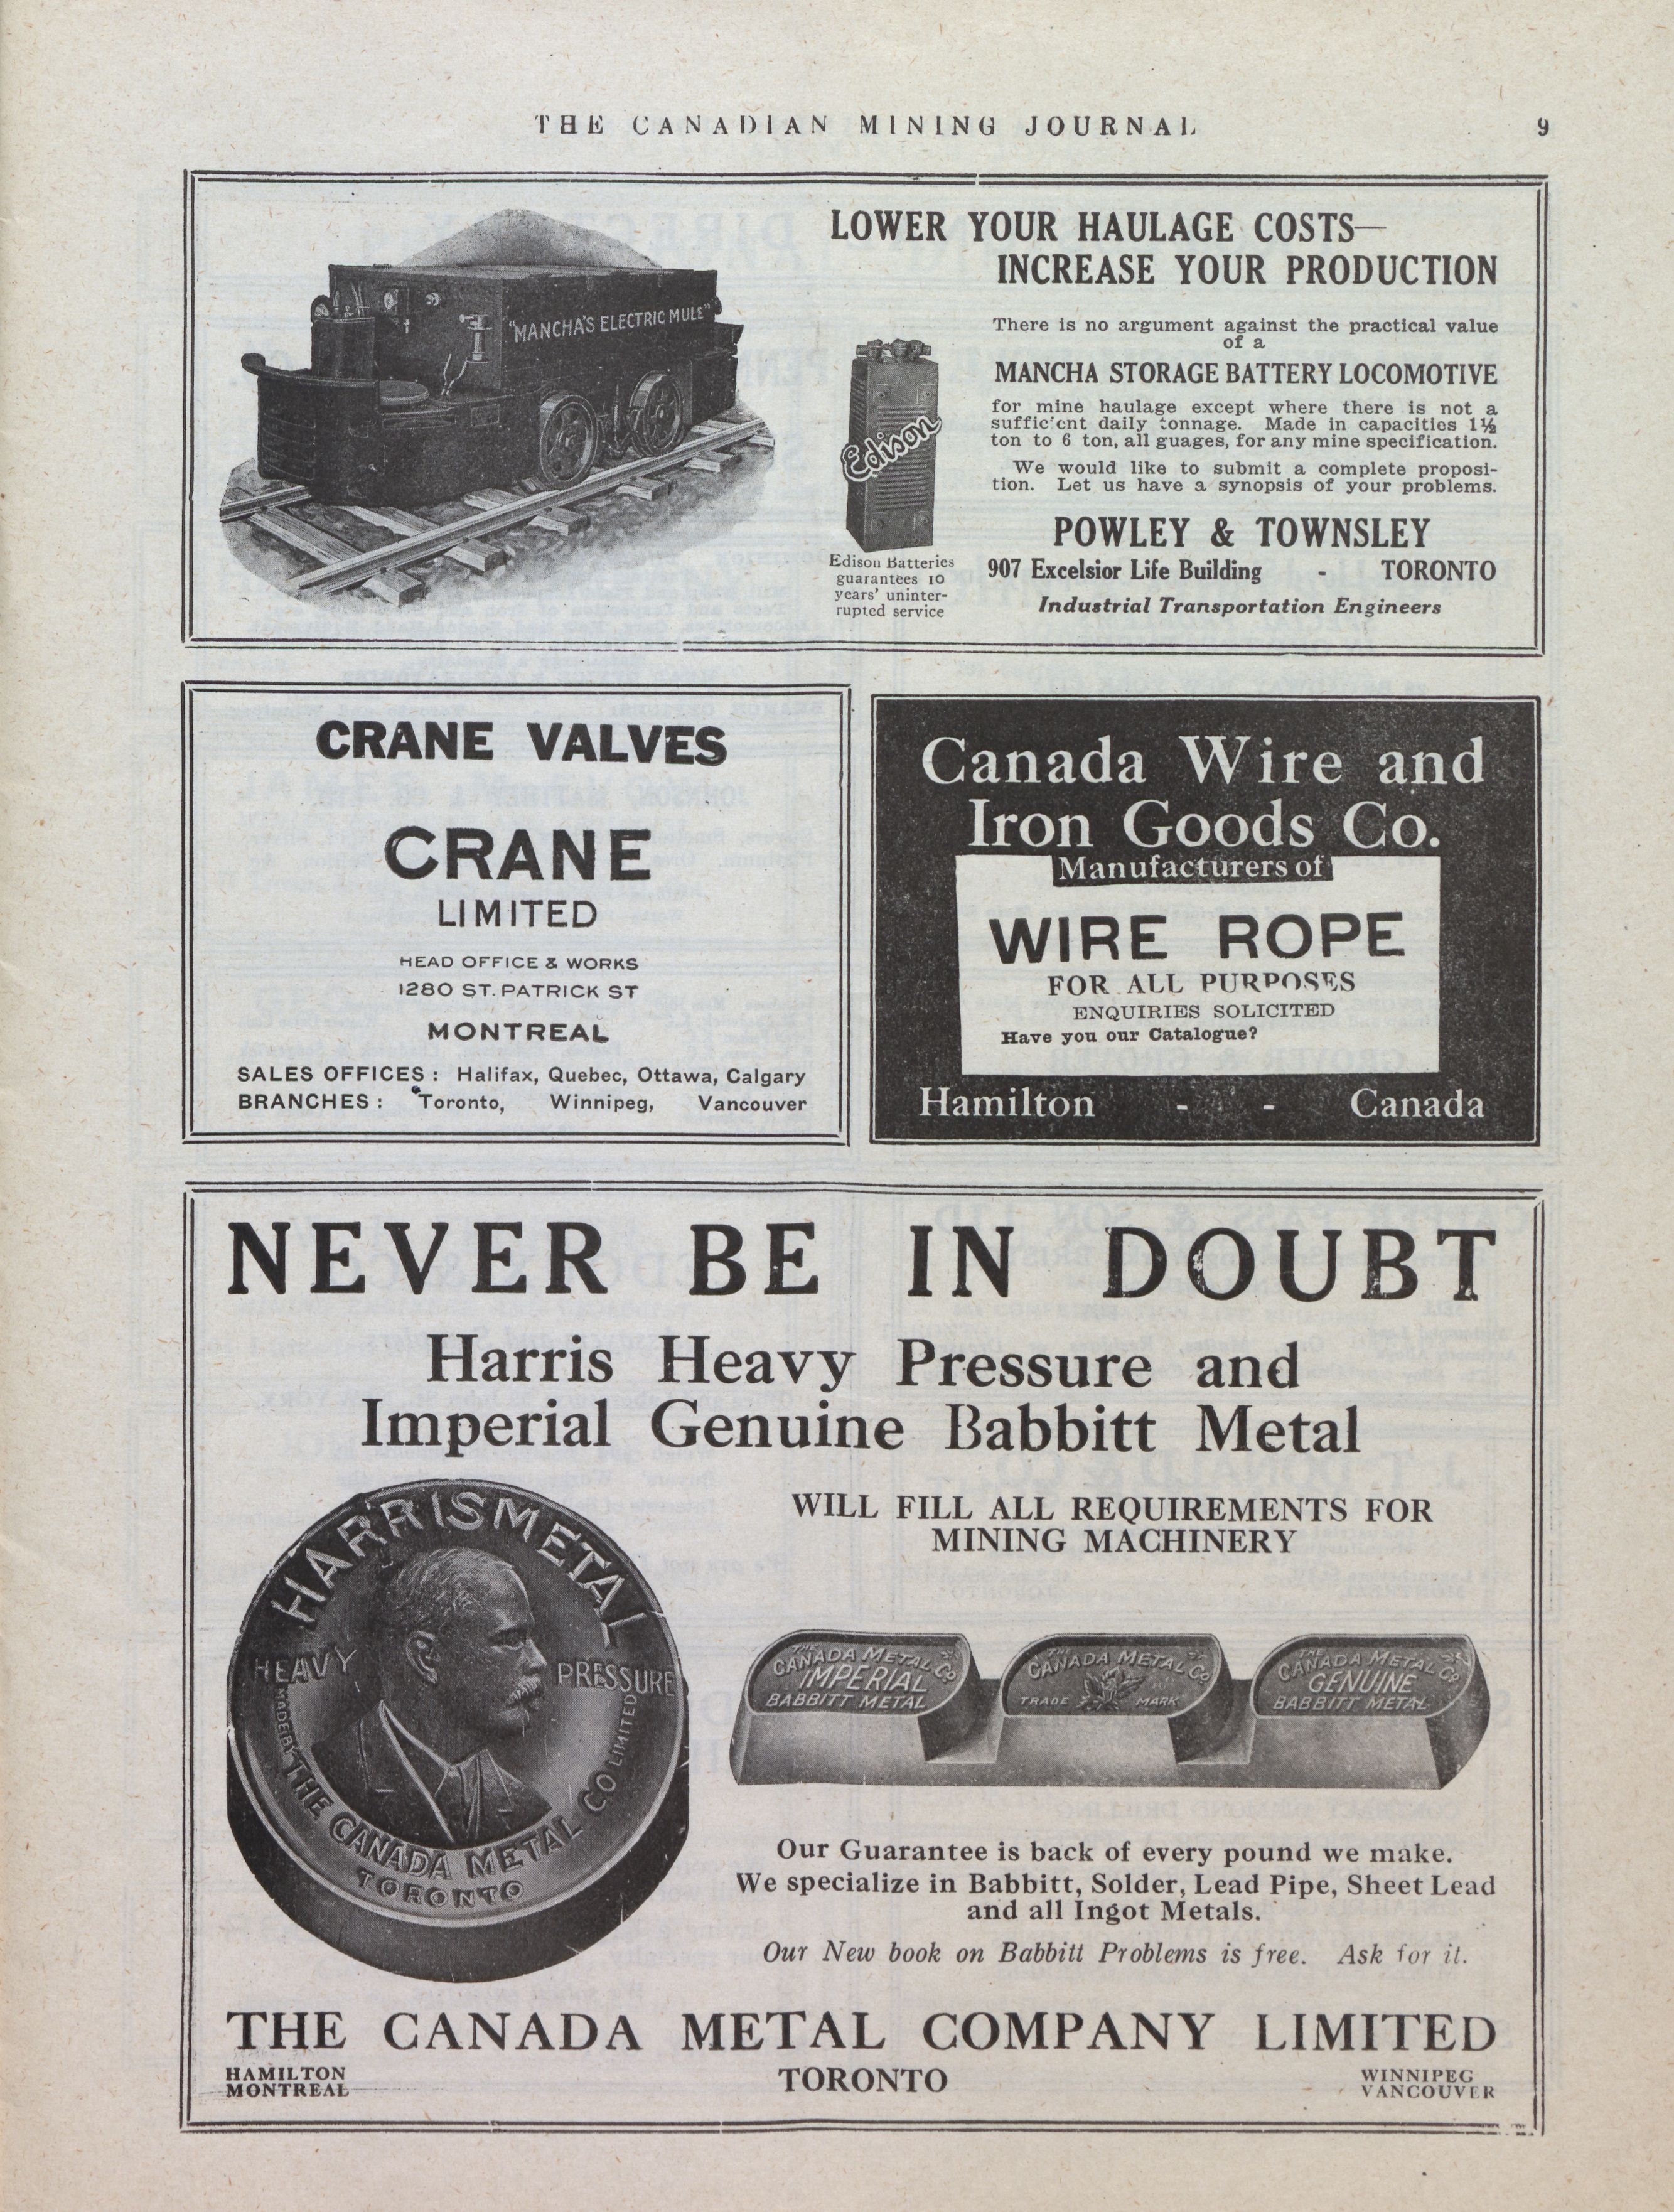 THE CANADIAN MINING JOURNAL
9
"MANCHA'S ELECTRIC MULE"
LOWER YOUR HAULAGE COSTS—
INCREASE YOUR PRODUCTION
There is no argument against the practical value
of a
MANCHA STORAGE BATTERY LOCOMOTIVE
for mine haulage except where there is not a
suffic'ent daily tonnage. Made in capacities 1½
ton to 6 ton, all guages, for any mine specification.
We would like to submit a complete proposi-
tion. Let us have a synopsis of your problems.
Edison
Edison Batteries
guarantees 10
years' uninter-
rupted service
POWLEY & TOWNSLEY
907 Excelsior Life Building - TORONTO
Industrial Transportation Engineers
CRANE VALVES
CRANE
LIMITED
HEAD OFFICE & WORKS
1280 ST. PATRICK ST
MONTREAL
SALES OFFICES: Halifax, Quebec, Ottawa, Calgary
BRANCHES: Toronto, Winnipeg, Vancouver
Canada Wire and
Iron Goods Co.
Manufacturers of
WIRE ROPE
FOR ALL PURPOSES
ENQUIRIES SOLICITED
Have you our Catalogue?
Hamilton - - Canada
NEVER BE IN DOUBT
Harris Heavy Pressure and
Imperial Genuine Babbitt Metal
WILL FILL ALL REQUIREMENTS FOR
MINING MACHINERY
HARRIS METAL
HEAVY PRESSURE
MADE BY THE CANADA METAL CO LIMITED
TORONTO
THE CANADA METAL Co.
IMPERIAL
BABBITT METAL
THE CANADA METAL Co.
TRADE MARK
THE CANADA METAL Co.
GENUINE
BABBITT METAL
Our Guarantee is back of every pound we make.
We specialize in Babbitt, Solder, Lead Pipe, Sheet Lead
and all Ingot Metals.
Our New book on Babbitt Problems is free. Ask for it.
THE CANADA METAL COMPANY LIMITED
HAMILTON
MONTREAL
TORONTO
WINNIPEG
VANCOUVER